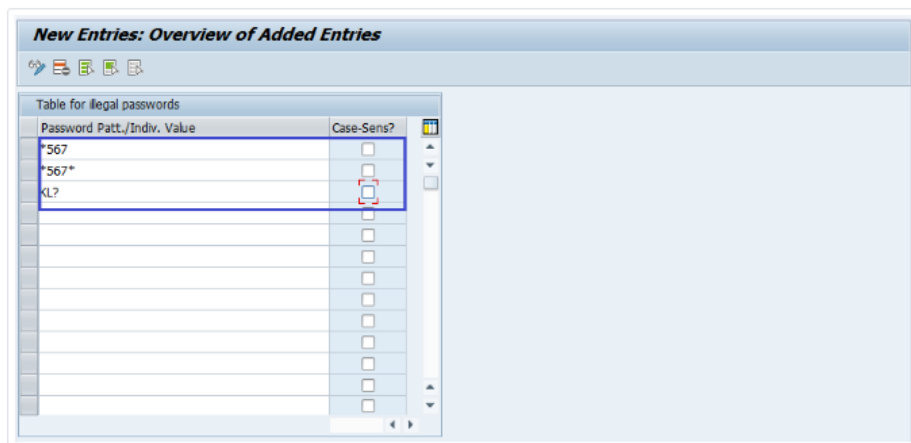 New Entries: Overview of Added Entries
Table for illegal passwords
Password Patt./Indiv. Value Case-Sens?
*567
*567*
KL?